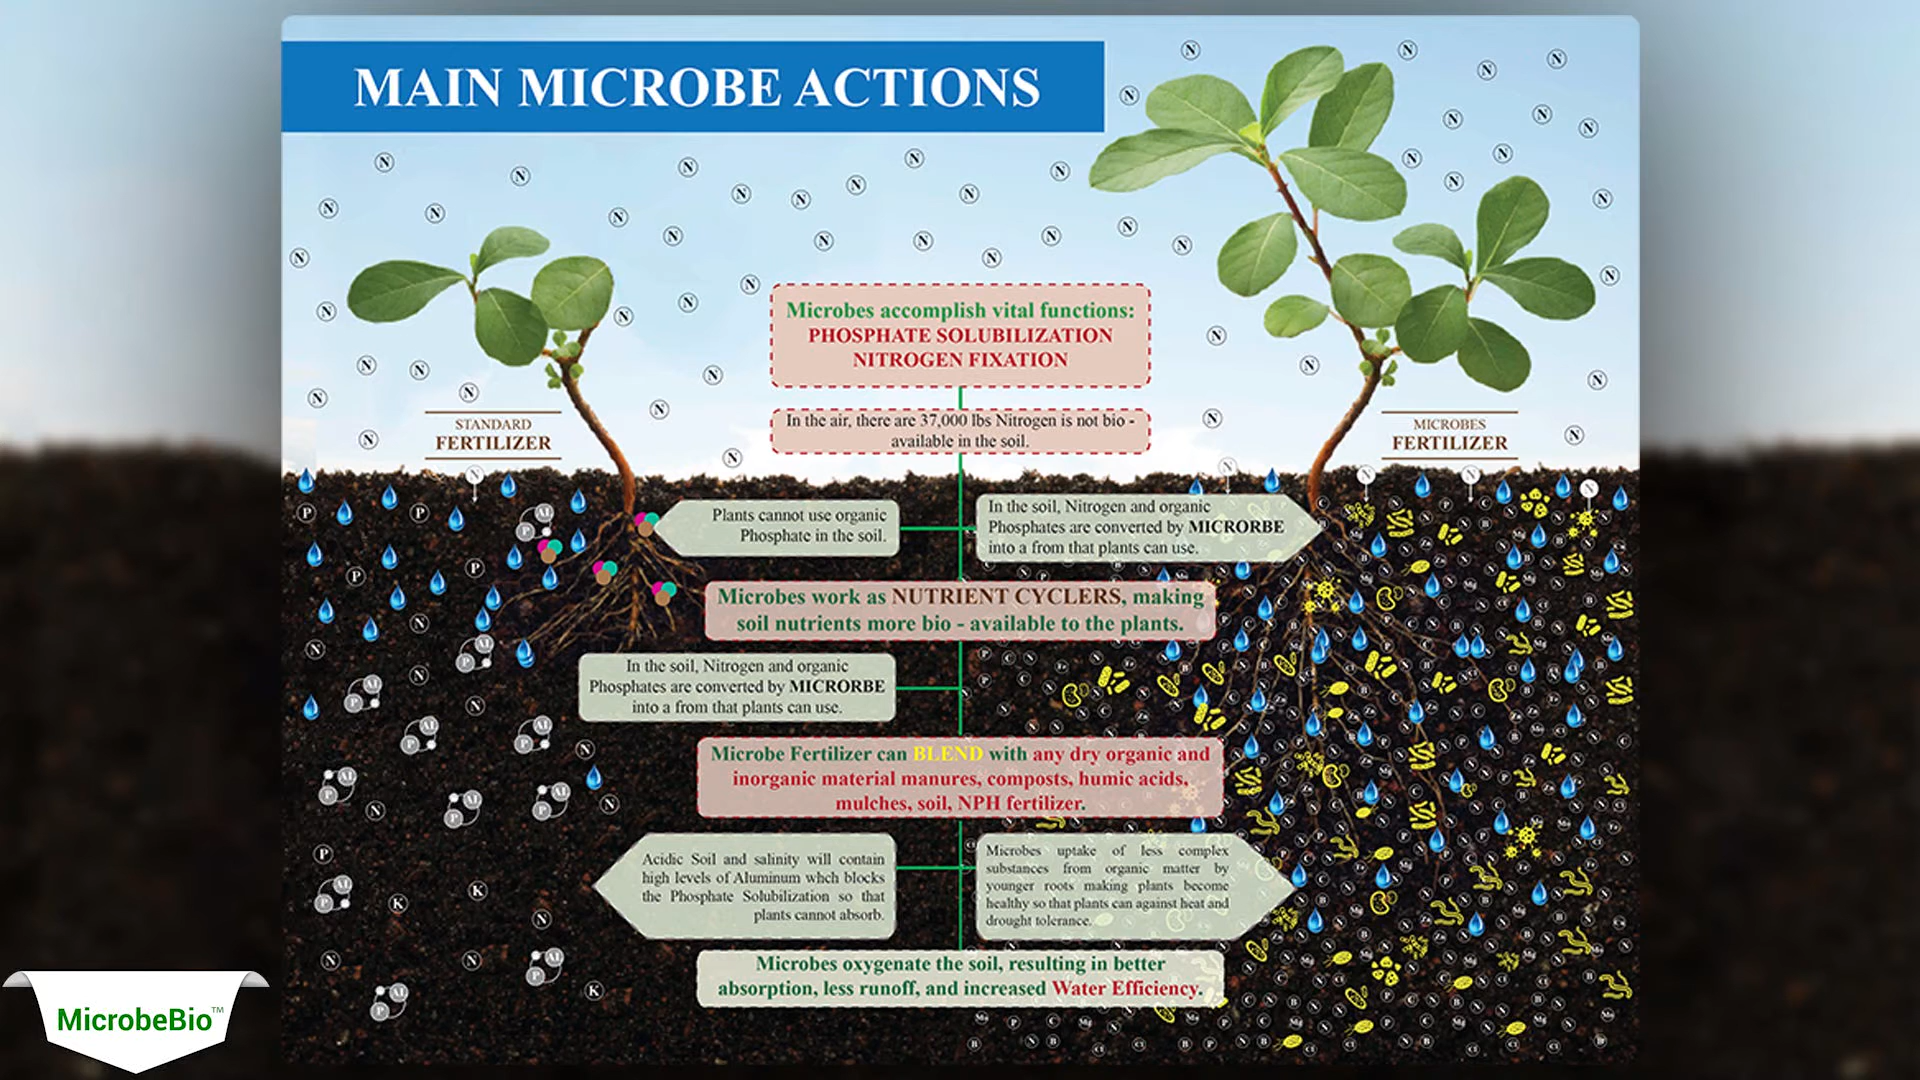 MAIN MICROBE ACTIONS
Microbes accomplish vital functions:
PHOSPHATE SOLUBILIZATION
NITROGEN FIXATION
In the air, there are 37,000 lbs Nitrogen is not bio -
available in the soil.
STANDARD
FERTILIZER
MICROBES
FERTILIZER
Plants cannot use organic
Phosphate in the soil.
In the soil, Nitrogen and organic
Phosphates are converted by MICRORBE
into a from that plants can use.
Microbes work as NUTRIENT CYCLERS, making
soil nutrients more bio - available to the plants.
In the soil, Nitrogen and organic
Phosphates are converted by MICRORBE
into a from that plants can use.
Microbe Fertilizer can BLEND with any dry organic and
inorganic material manures, composts, humic acids,
mulches, soil, NPH fertilizer.
Acidic Soil and salinity will contain
high levels of Aluminum whch blocks
the Phosphate Solubilization so that
plants cannot absorb.
Microbes uptake of less complex
substances from organic matter by
younger roots making plants become
healthy so that plants can against heat and
drought tolerance.
Microbes oxygenate the soil, resulting in better
absorption, less runoff, and increased Water Efficiency.
MicrobeBio™